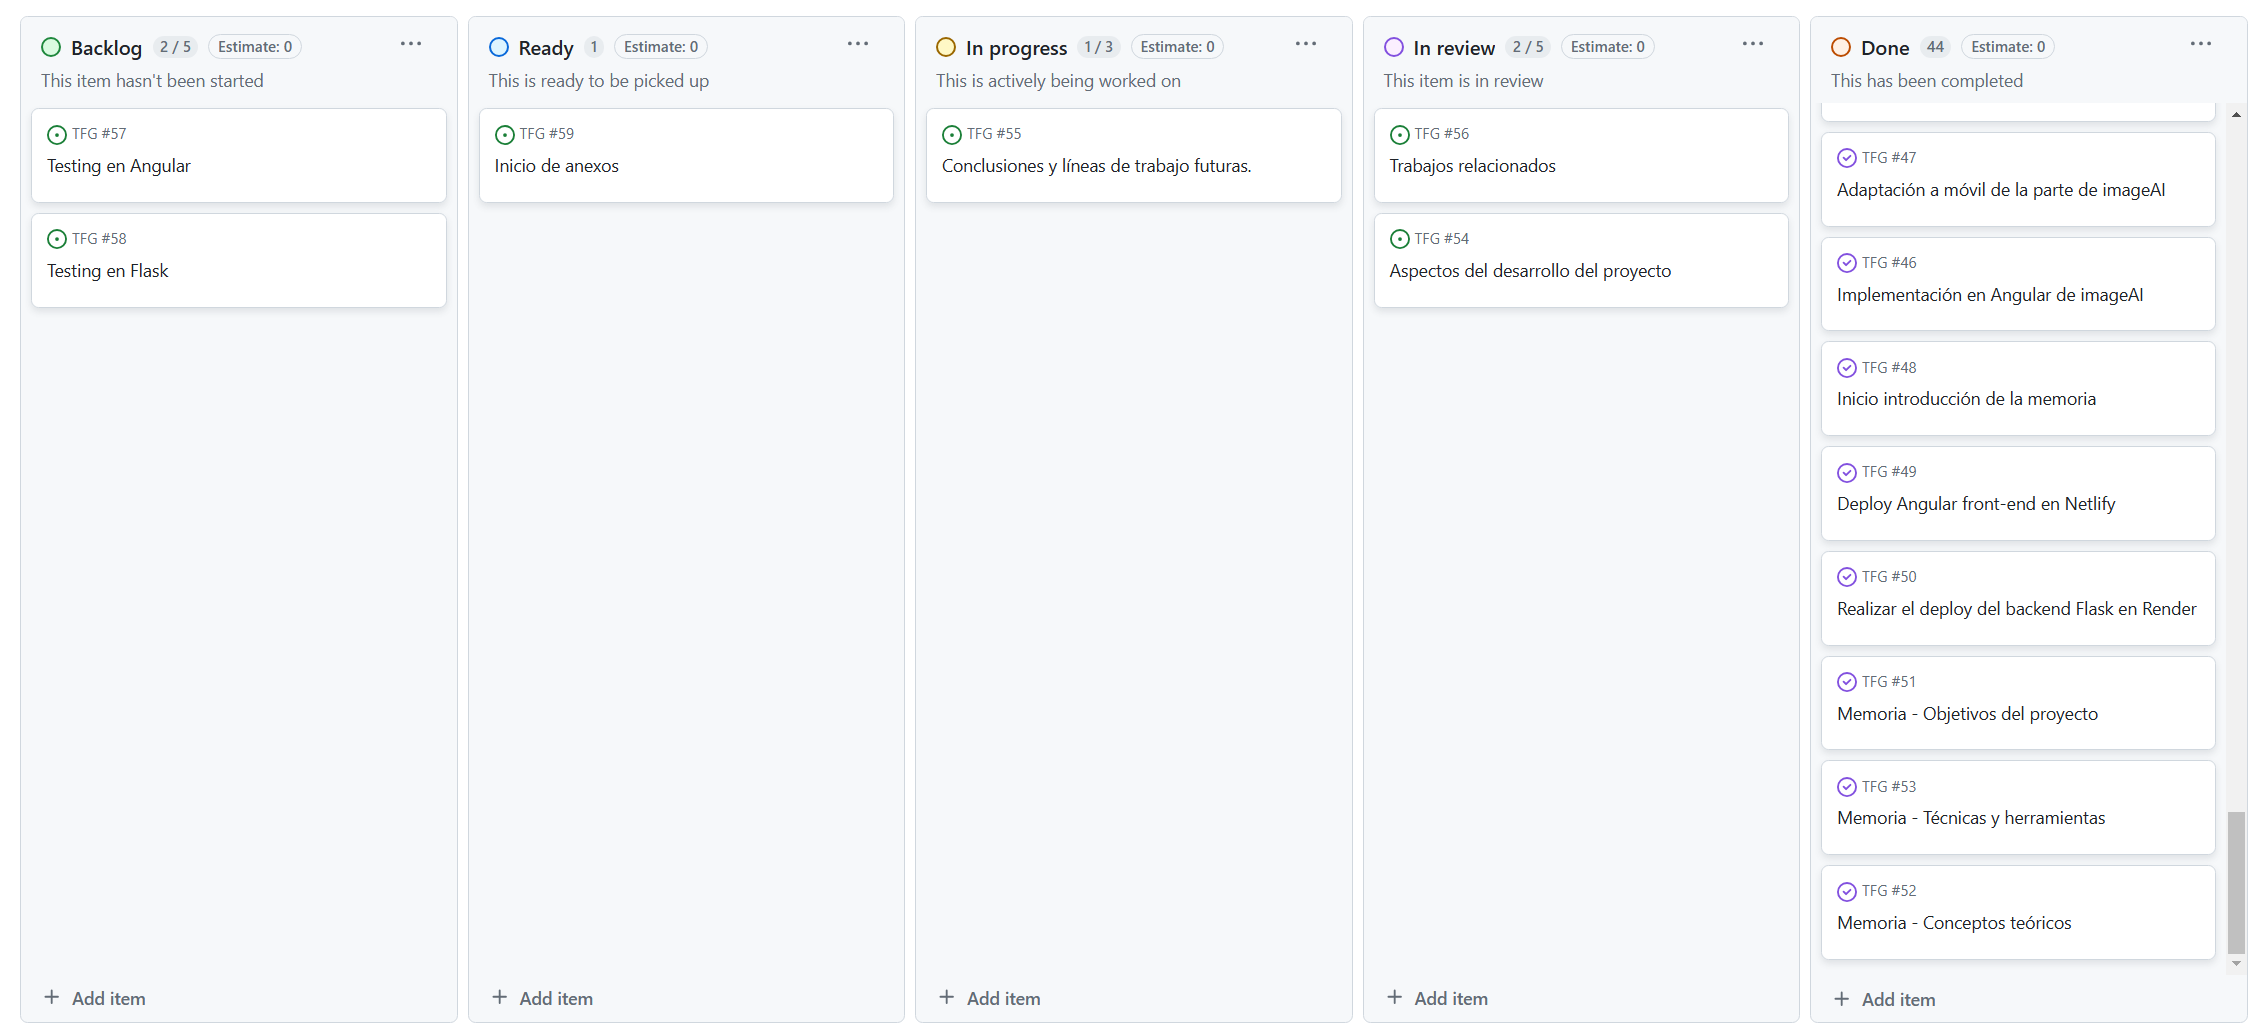 Backlog 2 / 5 Estimate: 0
This item hasn't been started
TFG #57
Testing en Angular
TFG #58
Testing en Flask
+ Add item
Ready 1 Estimate: 0
This is ready to be picked up
TFG #59
Inicio de anexos
+ Add item
In progress 1 / 3 Estimate: 0
This is actively being worked on
TFG #55
Conclusiones y líneas de trabajo futuras.
+ Add item
In review 2 / 5 Estimate: 0
This item is in review
TFG #56
Trabajos relacionados
TFG #54
Aspectos del desarrollo del proyecto
+ Add item
Done 44 Estimate: 0
This has been completed
TFG #47
Adaptación a móvil de la parte de imageAI
TFG #46
Implementación en Angular de imageAI
TFG #48
Inicio introducción de la memoria
TFG #49
Deploy Angular front-end en Netlify
TFG #50
Realizar el deploy del backend Flask en Render
TFG #51
Memoria - Objetivos del proyecto
TFG #53
Memoria - Técnicas y herramientas
TFG #52
Memoria - Conceptos teóricos
+ Add item